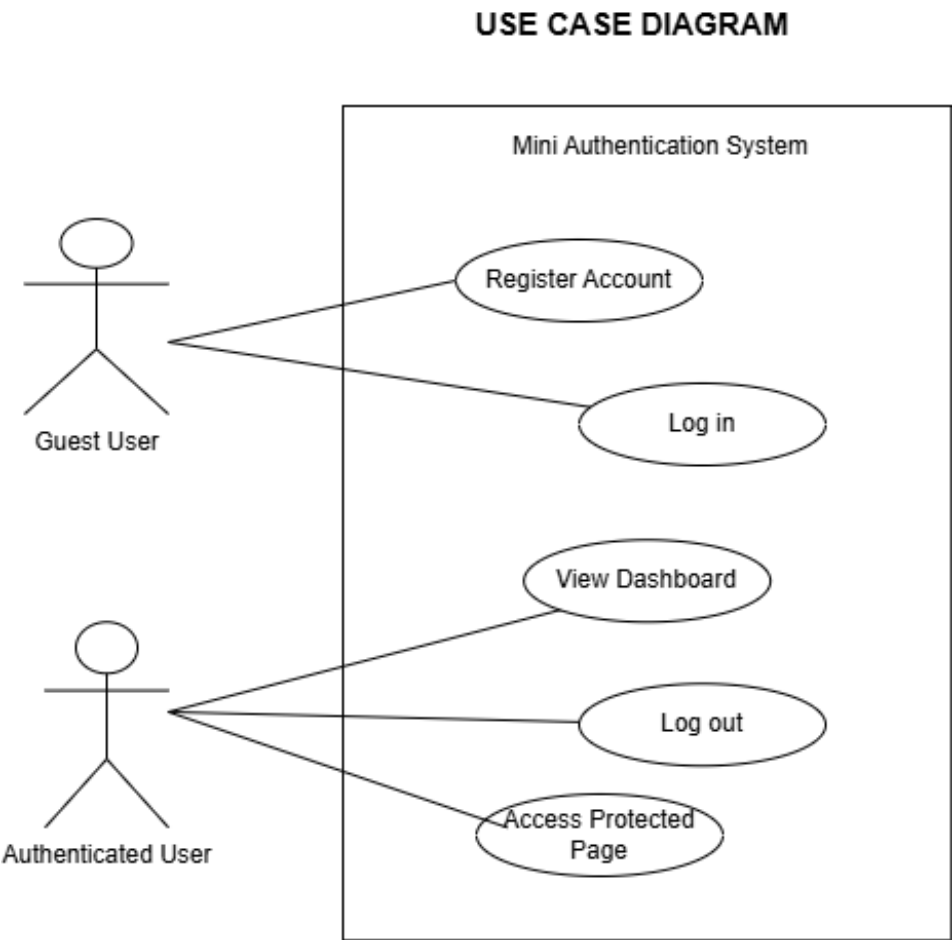 USE CASE DIAGRAM
Mini Authentication System
Register Account
Log in
Guest User
View Dashboard
Log out
Access Protected
Page
Authenticated User